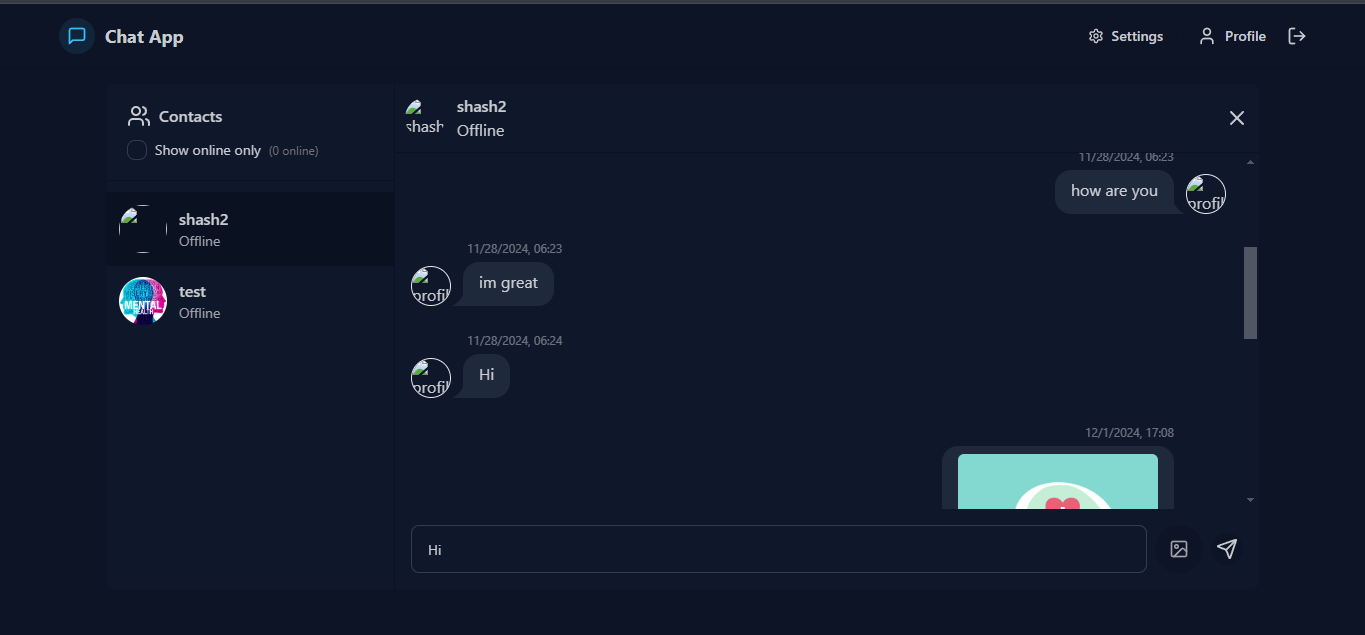 Chat App
Settings
Profile
Contacts
Show online only (0 online)
shash2
Offline
test
Offline
MENTAL
HEALTH
shash
shash2
Offline
11/28/2024, 06:23
how are you
profil
11/28/2024, 06:23
im great
profil
11/28/2024, 06:24
Hi
profil
12/1/2024, 17:08
Hi